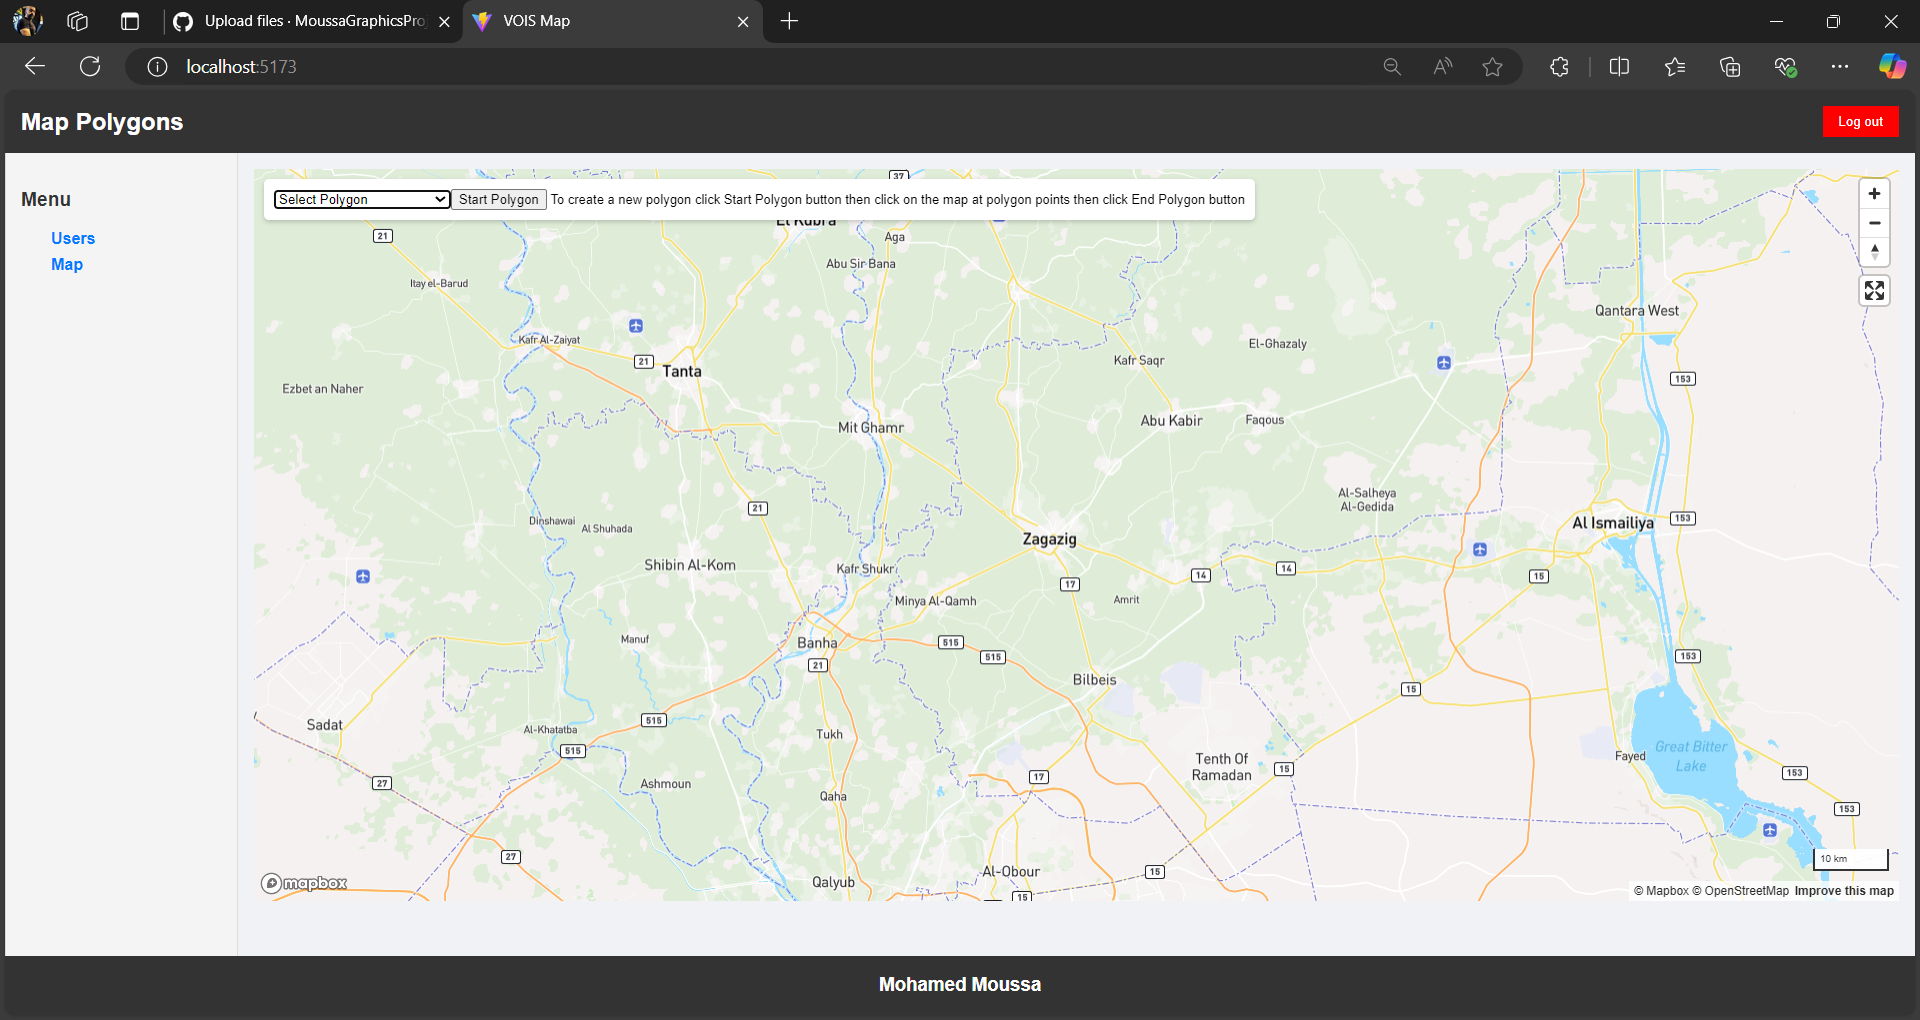 Upload files · MoussaGraphicsPro
VOIS Map
localhost:5173
Map Polygons
Log out
Menu
Users
Map
Select Polygon
Start Polygon
To create a new polygon click Start Polygon button then click on the map at polygon points then click End Polygon button
37
El Kubra
21
Aga
Abu Sir Bana
Itay el-Barud
Qantara West
Kafr Al-Zaiyat
El-Ghazaly
21
Tanta
Kafr Saqr
153
Ezbet an Naher
Mit Ghamr
Abu Kabir
Faqous
Al-Salheya
Al-Gedida
21
Dinshawai
Al Shuhada
Zagazig
Al Ismailiya
153
Shibin Al-Kom
Kafr Shukr
14
14
15
17
Minya Al-Qamh
Amrit
Manuf
Banha
515
515
153
21
Bilbeis
15
Sadat
515
Al-Khatatba
515
Tukh
Great Bitter
Lake
Fayed
Tenth Of
Ramadan
15
153
27
Ashmoun
17
Qaha
153
27
10 km
Al-Obour
15
mapbox
Qalyub
15
© Mapbox © OpenStreetMap Improve this map
Mohamed Moussa